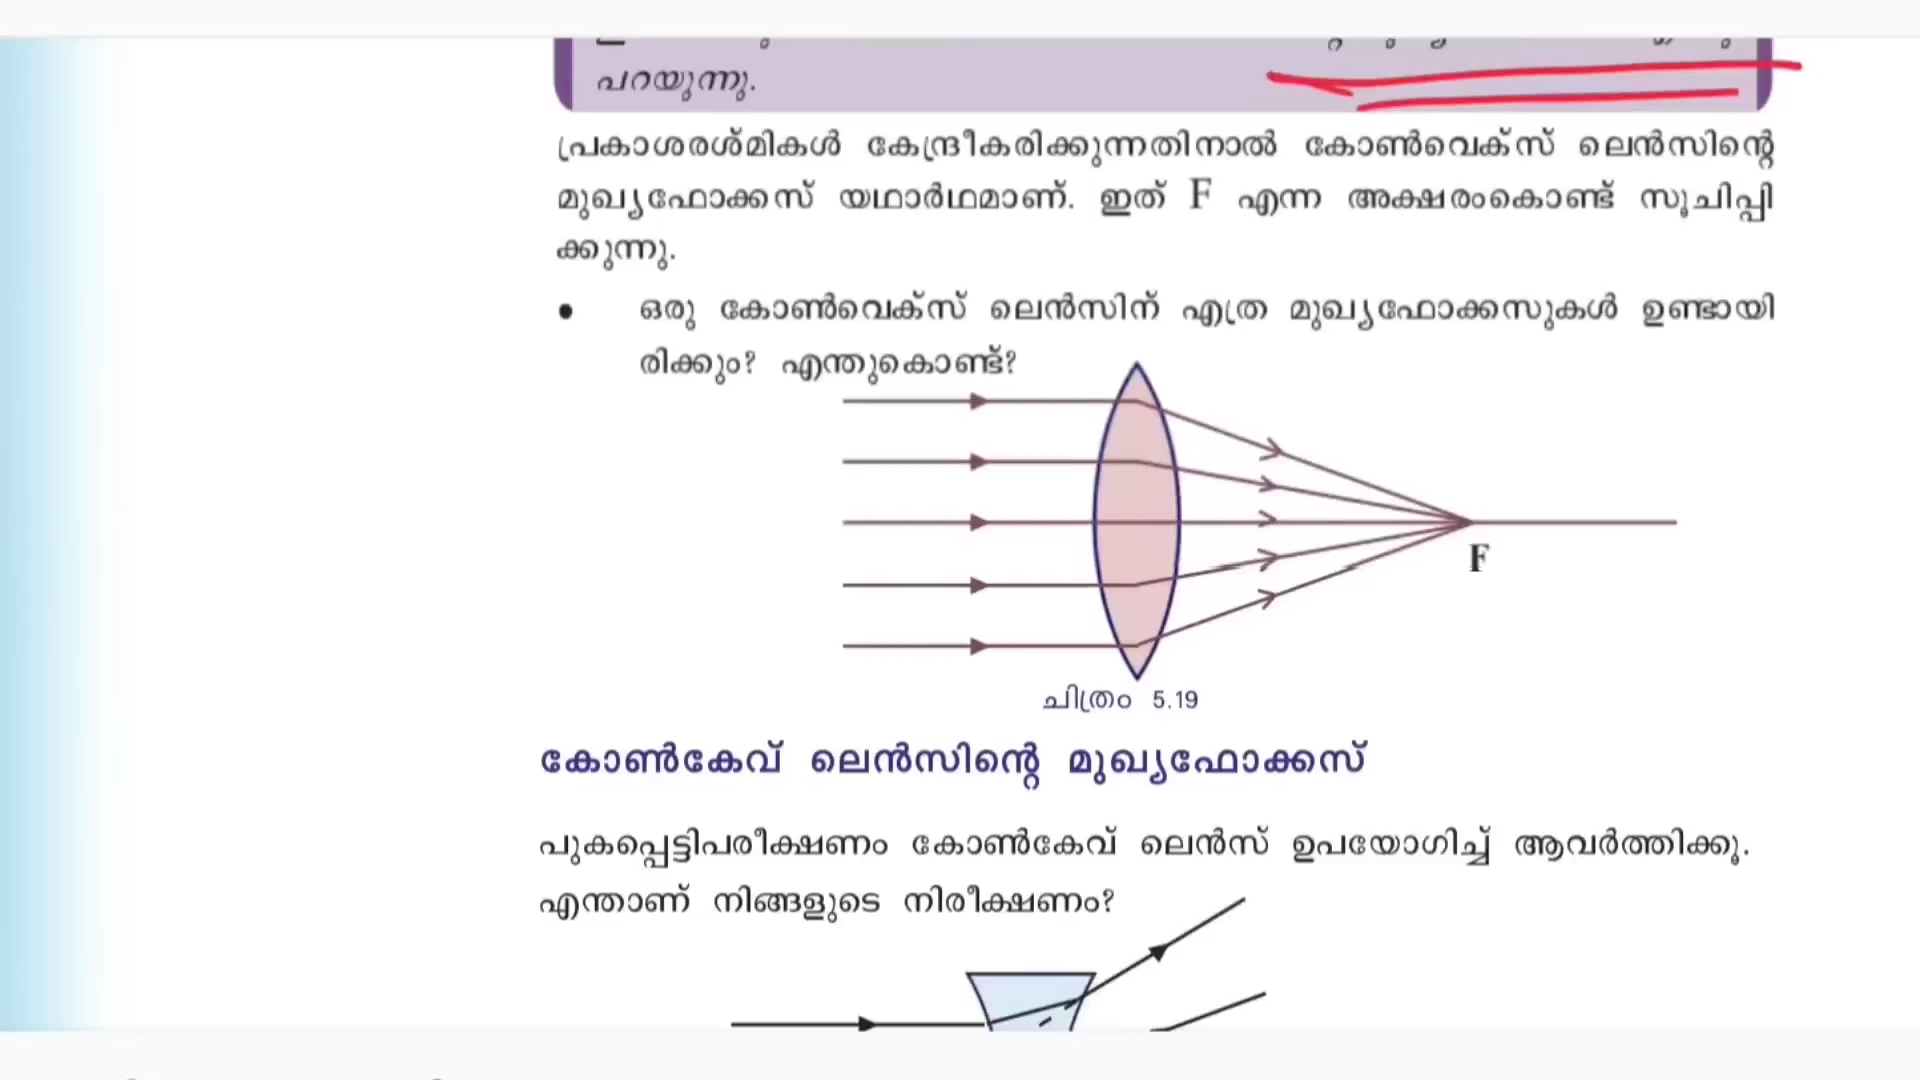 പറയുന്നു.
പ്രകാശരശ്മികൾ കേന്ദ്രീകരിക്കുന്നതിനാൽ കോൺവെക്സ് ലെൻസിന്റെ
മുഖ്യഫോക്കസ് യഥാർഥമാണ്. ഇത് F എന്ന അക്ഷരംകൊണ്ട് സൂചിപ്പി
ക്കുന്നു.
• ഒരു കോൺവെക്സ് ലെൻസിന് എത്ര മുഖ്യഫോക്കസുകൾ ഉണ്ടായി
രിക്കും? എന്തുകൊണ്ട്?
F
ചിത്രം 5.19
കോൺകേവ് ലെൻസിന്റെ മുഖ്യഫോക്കസ്
പുകപ്പെട്ടിപരീക്ഷണം കോൺകേവ് ലെൻസ് ഉപയോഗിച്ച് ആവർത്തിക്കൂ.
എന്താണ് നിങ്ങളുടെ നിരീക്ഷണം?